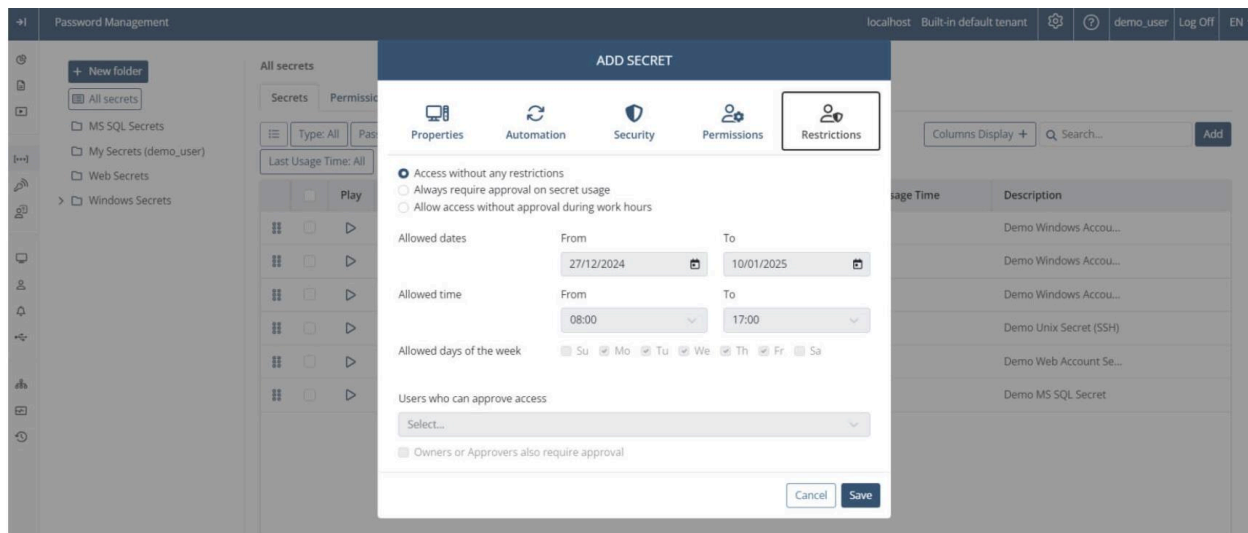 Password Management
localhost Built-in default tenant demo_user Log Off EN
+ New folder
All secrets
MS SQL Secrets
My Secrets (demo_user)
Web Secrets
Windows Secrets
All secrets
Secrets
Type: All
Last Usage Time: All
Columns Display +
Search...
Add
Play
Time
Description
Demo Windows Accou...
Demo Windows Accou...
Demo Windows Accou...
Demo Unix Secret (SSH)
Demo Web Account Se...
Demo MS SQL Secret
ADD SECRET
Properties Automation Security Permissions Restrictions
Access without any restrictions
Always require approval on secret usage
Allow access without approval during work hours
Allowed dates From To
27/12/2024 10/01/2025
Allowed time From To
08:00 17:00
Allowed days of the week Su Mo Tu We Th Fr Sa
Users who can approve access
Select...
Owners or Approvers also require approval
Cancel Save